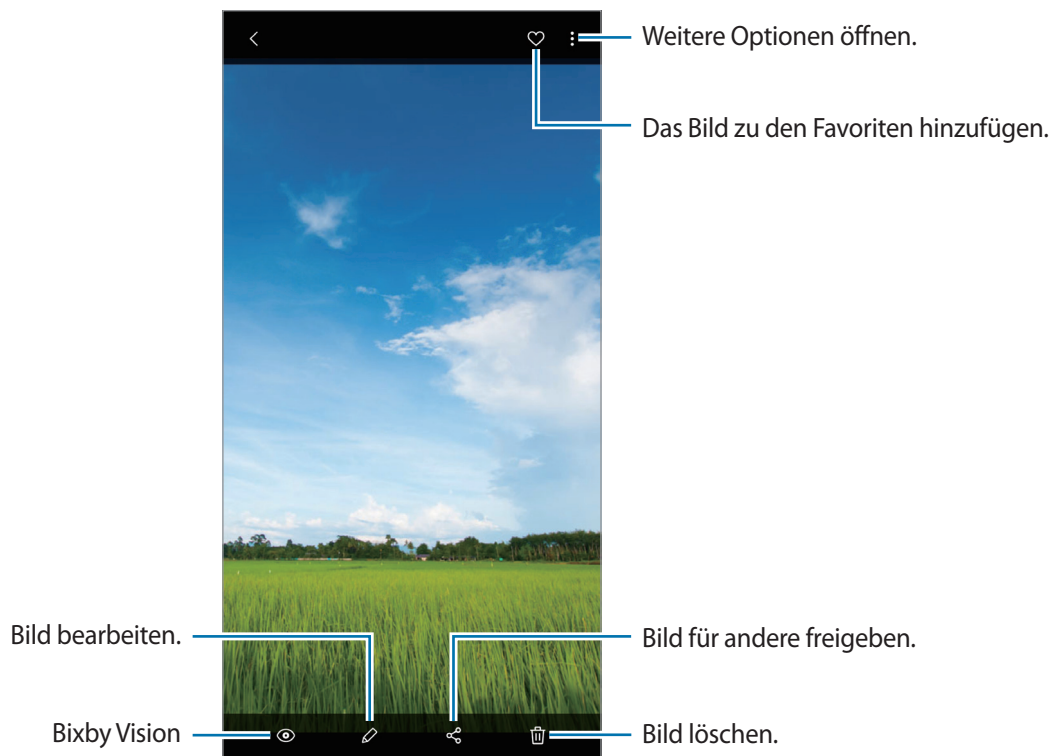 Weitere Optionen öffnen.
Das Bild zu den Favoriten hinzufügen.
Bild bearbeiten.
Bild für andere freigeben.
Bixby Vision
Bild löschen.